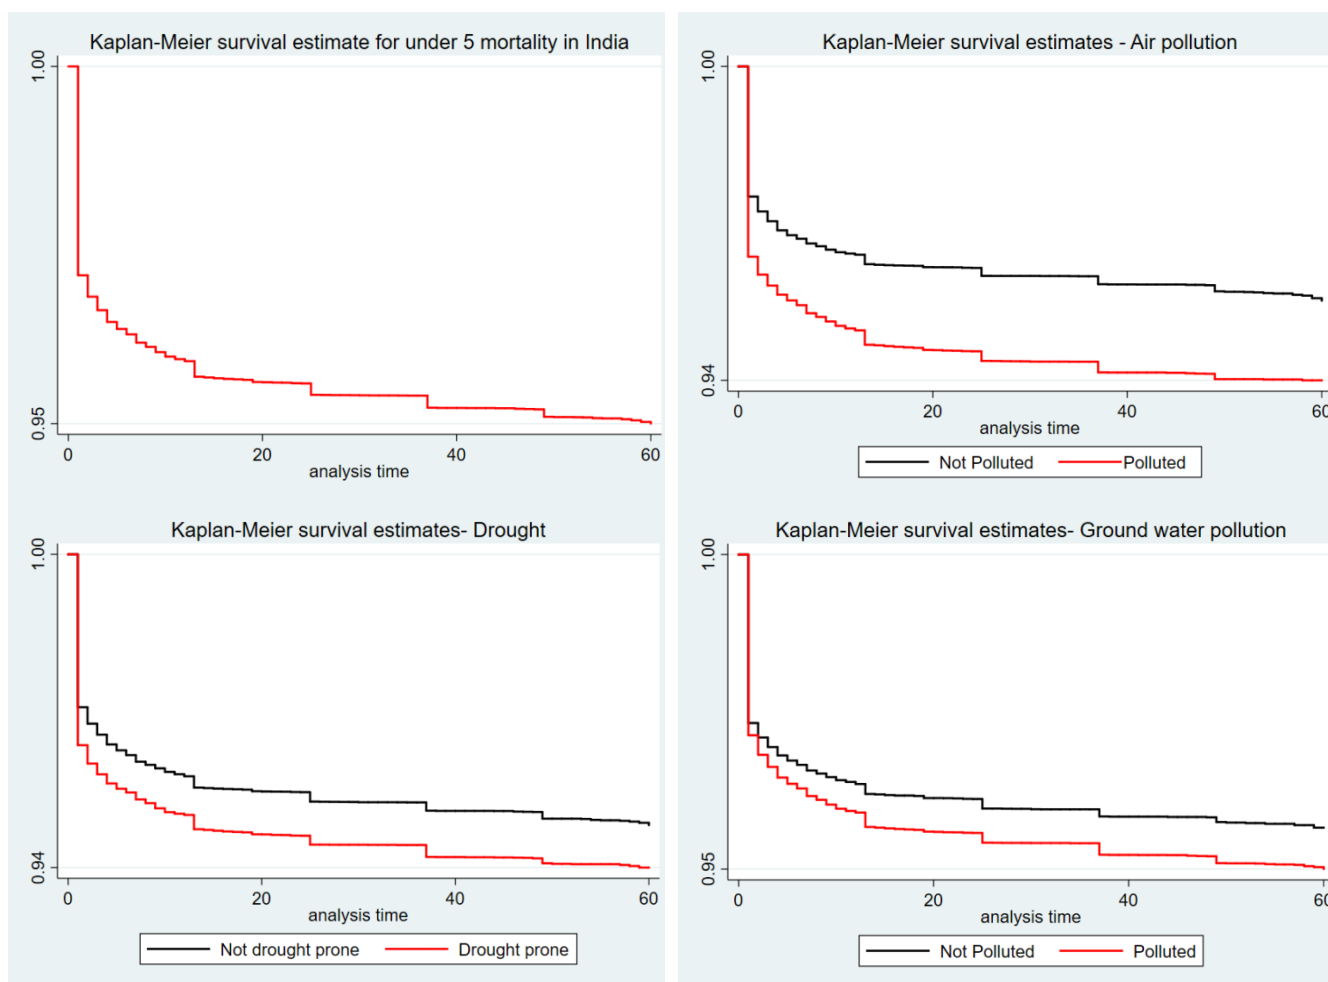 Kaplan-Meier survival estimate for under 5 mortality in India
1.00
0.95
0 20 40 60
analysis time
Kaplan-Meier survival estimates - Air pollution
1.00
0.94
0 20 40 60
analysis time
Not Polluted Polluted
Kaplan-Meier survival estimates- Drought
1.00
0.94
0 20 40 60
analysis time
Not drought prone Drought prone
Kaplan-Meier survival estimates- Ground water pollution
1.00
0.95
0 20 40 60
analysis time
Not Polluted Polluted